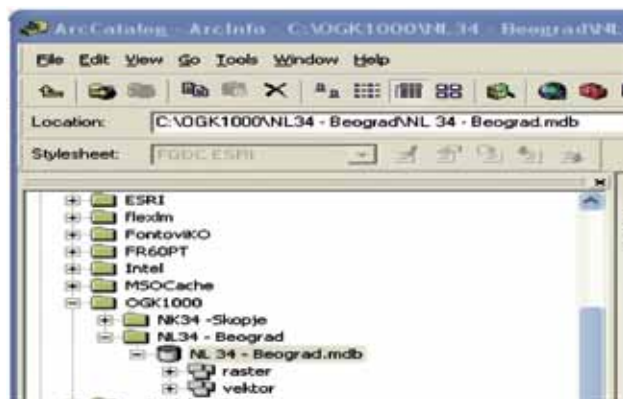 ArcCatalog - ArcInfo - C:\OGK1000\NL34 - Beograd\NL
File Edit View Go Tools Window Help
Location: C:\OGK1000\NL34 - Beograd\NL 34 - Beograd.mdb
Stylesheet: FGDC ESRI
ESRI
flexlm
FontoviKO
FR60PT
Intel
MSOCache
OGK1000
NK34 -Skopje
NL34 - Beograd
NL 34 - Beograd.mdb
raster
vektor